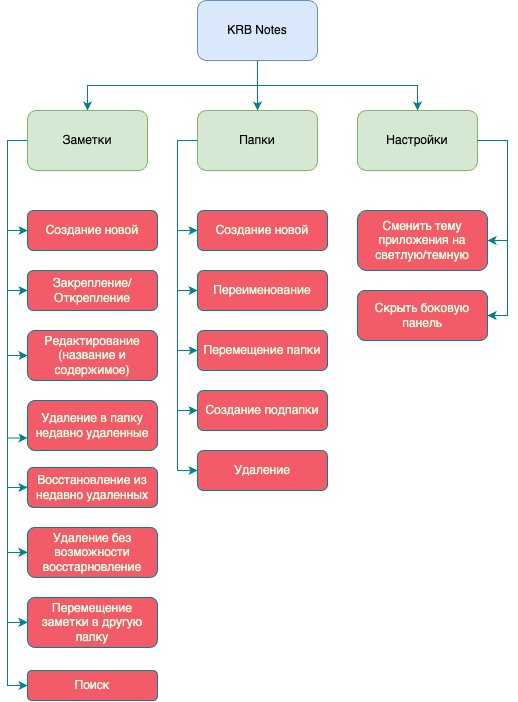 KRB Notes
Заметки
Папки
Настройки
Создание новой
Закрепление/
Открепление
Редактирование
(название и
содержимое)
Удаление в папку
недавно удаленные
Восстановление из
недавно удаленных
Удаление без
возможности
восстарновление
Перемещение
заметки в другую
папку
Поиск
Создание новой
Переименование
Перемещение папки
Создание подпапки
Удаление
Сменить тему
приложения на
светлую/темную
Скрыть боковую
панель